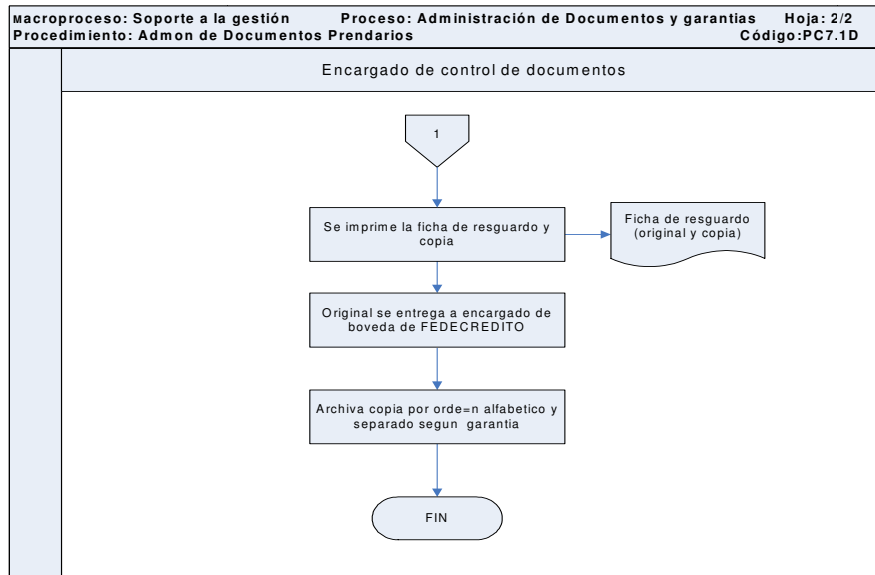 Macroproceso: Soporte a la gestión Proceso: Administración de Documentos y garantias Hoja: 2/2
Procedimiento: Admon de Documentos Prendarios Código:PC7.1D
Encargado de control de documentos
1
Se imprime la ficha de resguardo y
copia
Ficha de resguardo
(original y copia)
Original se entrega a encargado de
boveda de FEDECREDITO
Archiva copia por orde=n alfabetico y
separado segun garantia
FIN